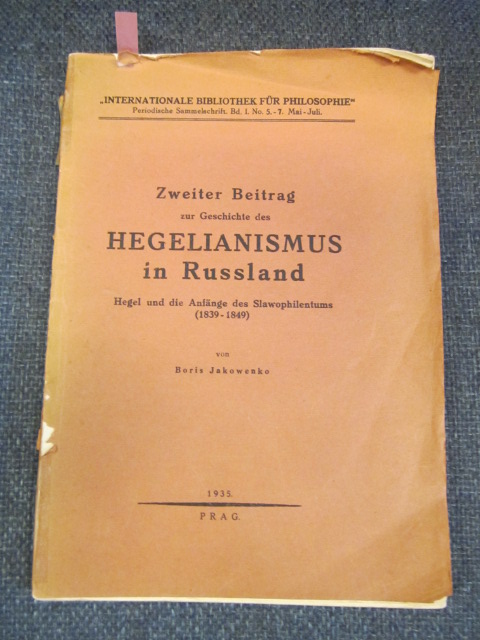 „INTERNATIONALE BIBLIOTHEK FÜR PHILOSOPHIE“
Periodische Sammelschrift. Bd. 1. No. 5.-7. Mai-Juli.
Zweiter Beitrag
zur Geschichte des
HEGELIANISMUS
in Russland
Hegel und die Anfänge des Slawophilentums
(1839-1849)
von
Boris Jakowenko
1935.
PRAG.